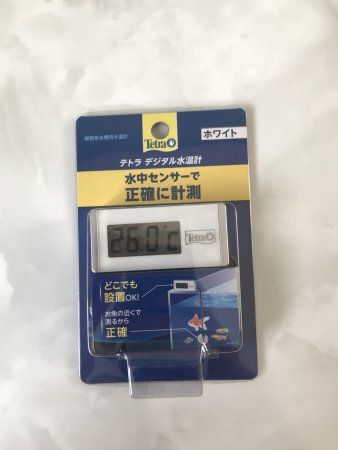 Tetra
観賞魚水槽用水温計
ホワイト
テトラ デジタル水温計
水中センサーで
正確に計測
26.0℃
Tetra
どこでも
設置OK!
お魚の近くで
測るから
正確